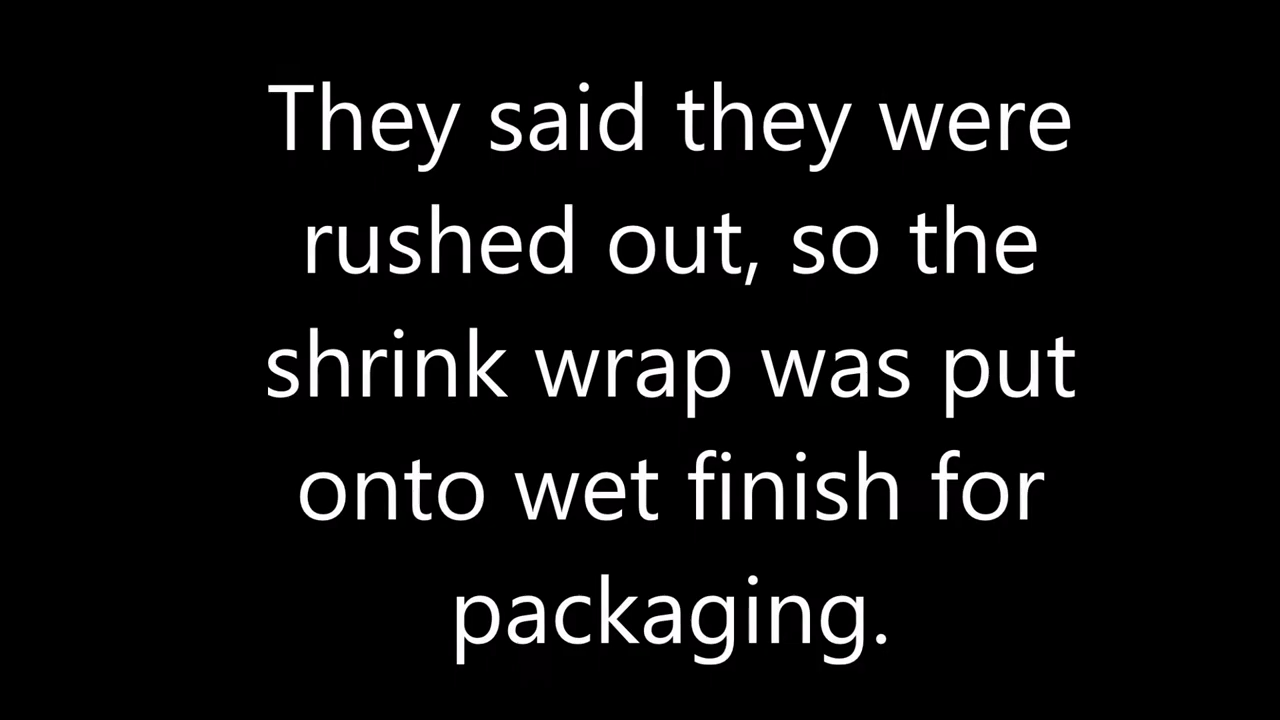 They said they were
rushed out, so the
shrink wrap was put
onto wet finish for
packaging.